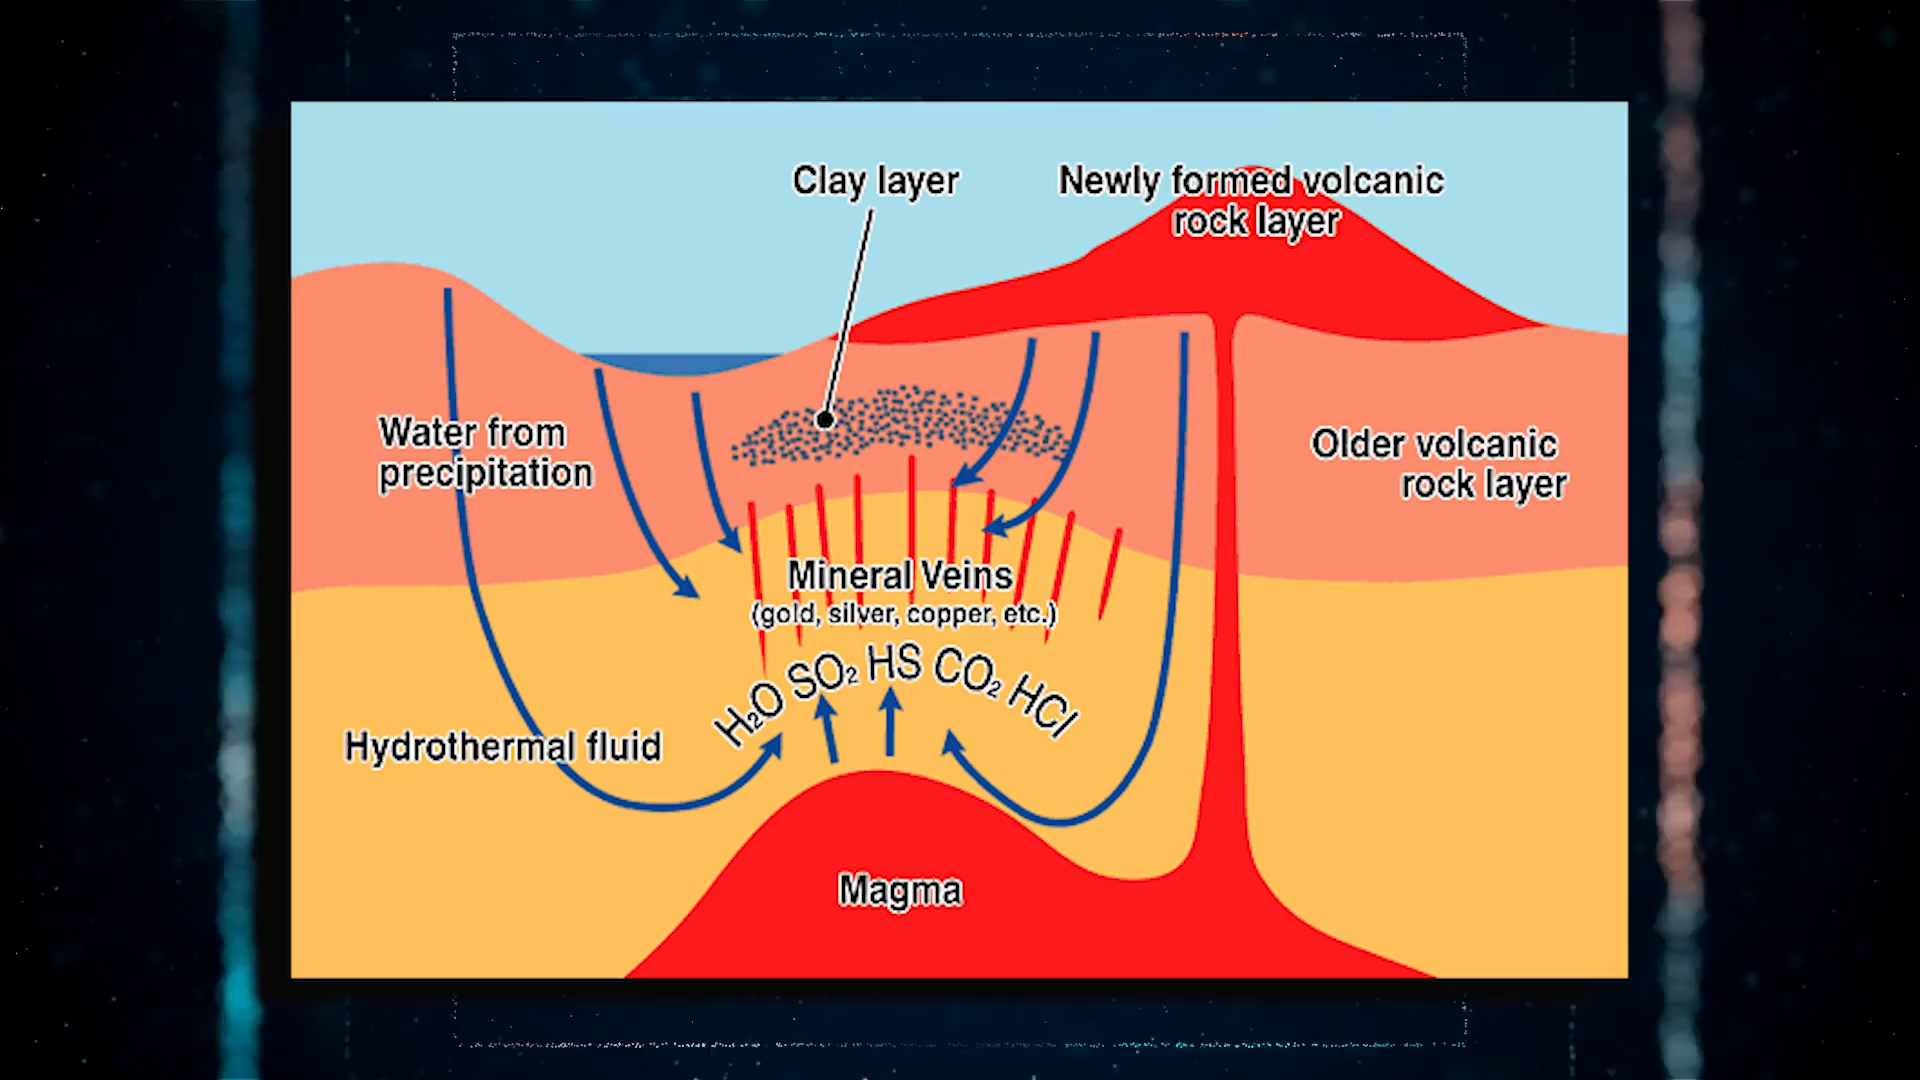 Clay layer
Newly formed volcanic
rock layer
Water from
precipitation
Older volcanic
rock layer
Mineral Veins
(gold, silver, copper, etc.)
H₂O SO₂ HS CO₂ HCl
Hydrothermal fluid
Magma